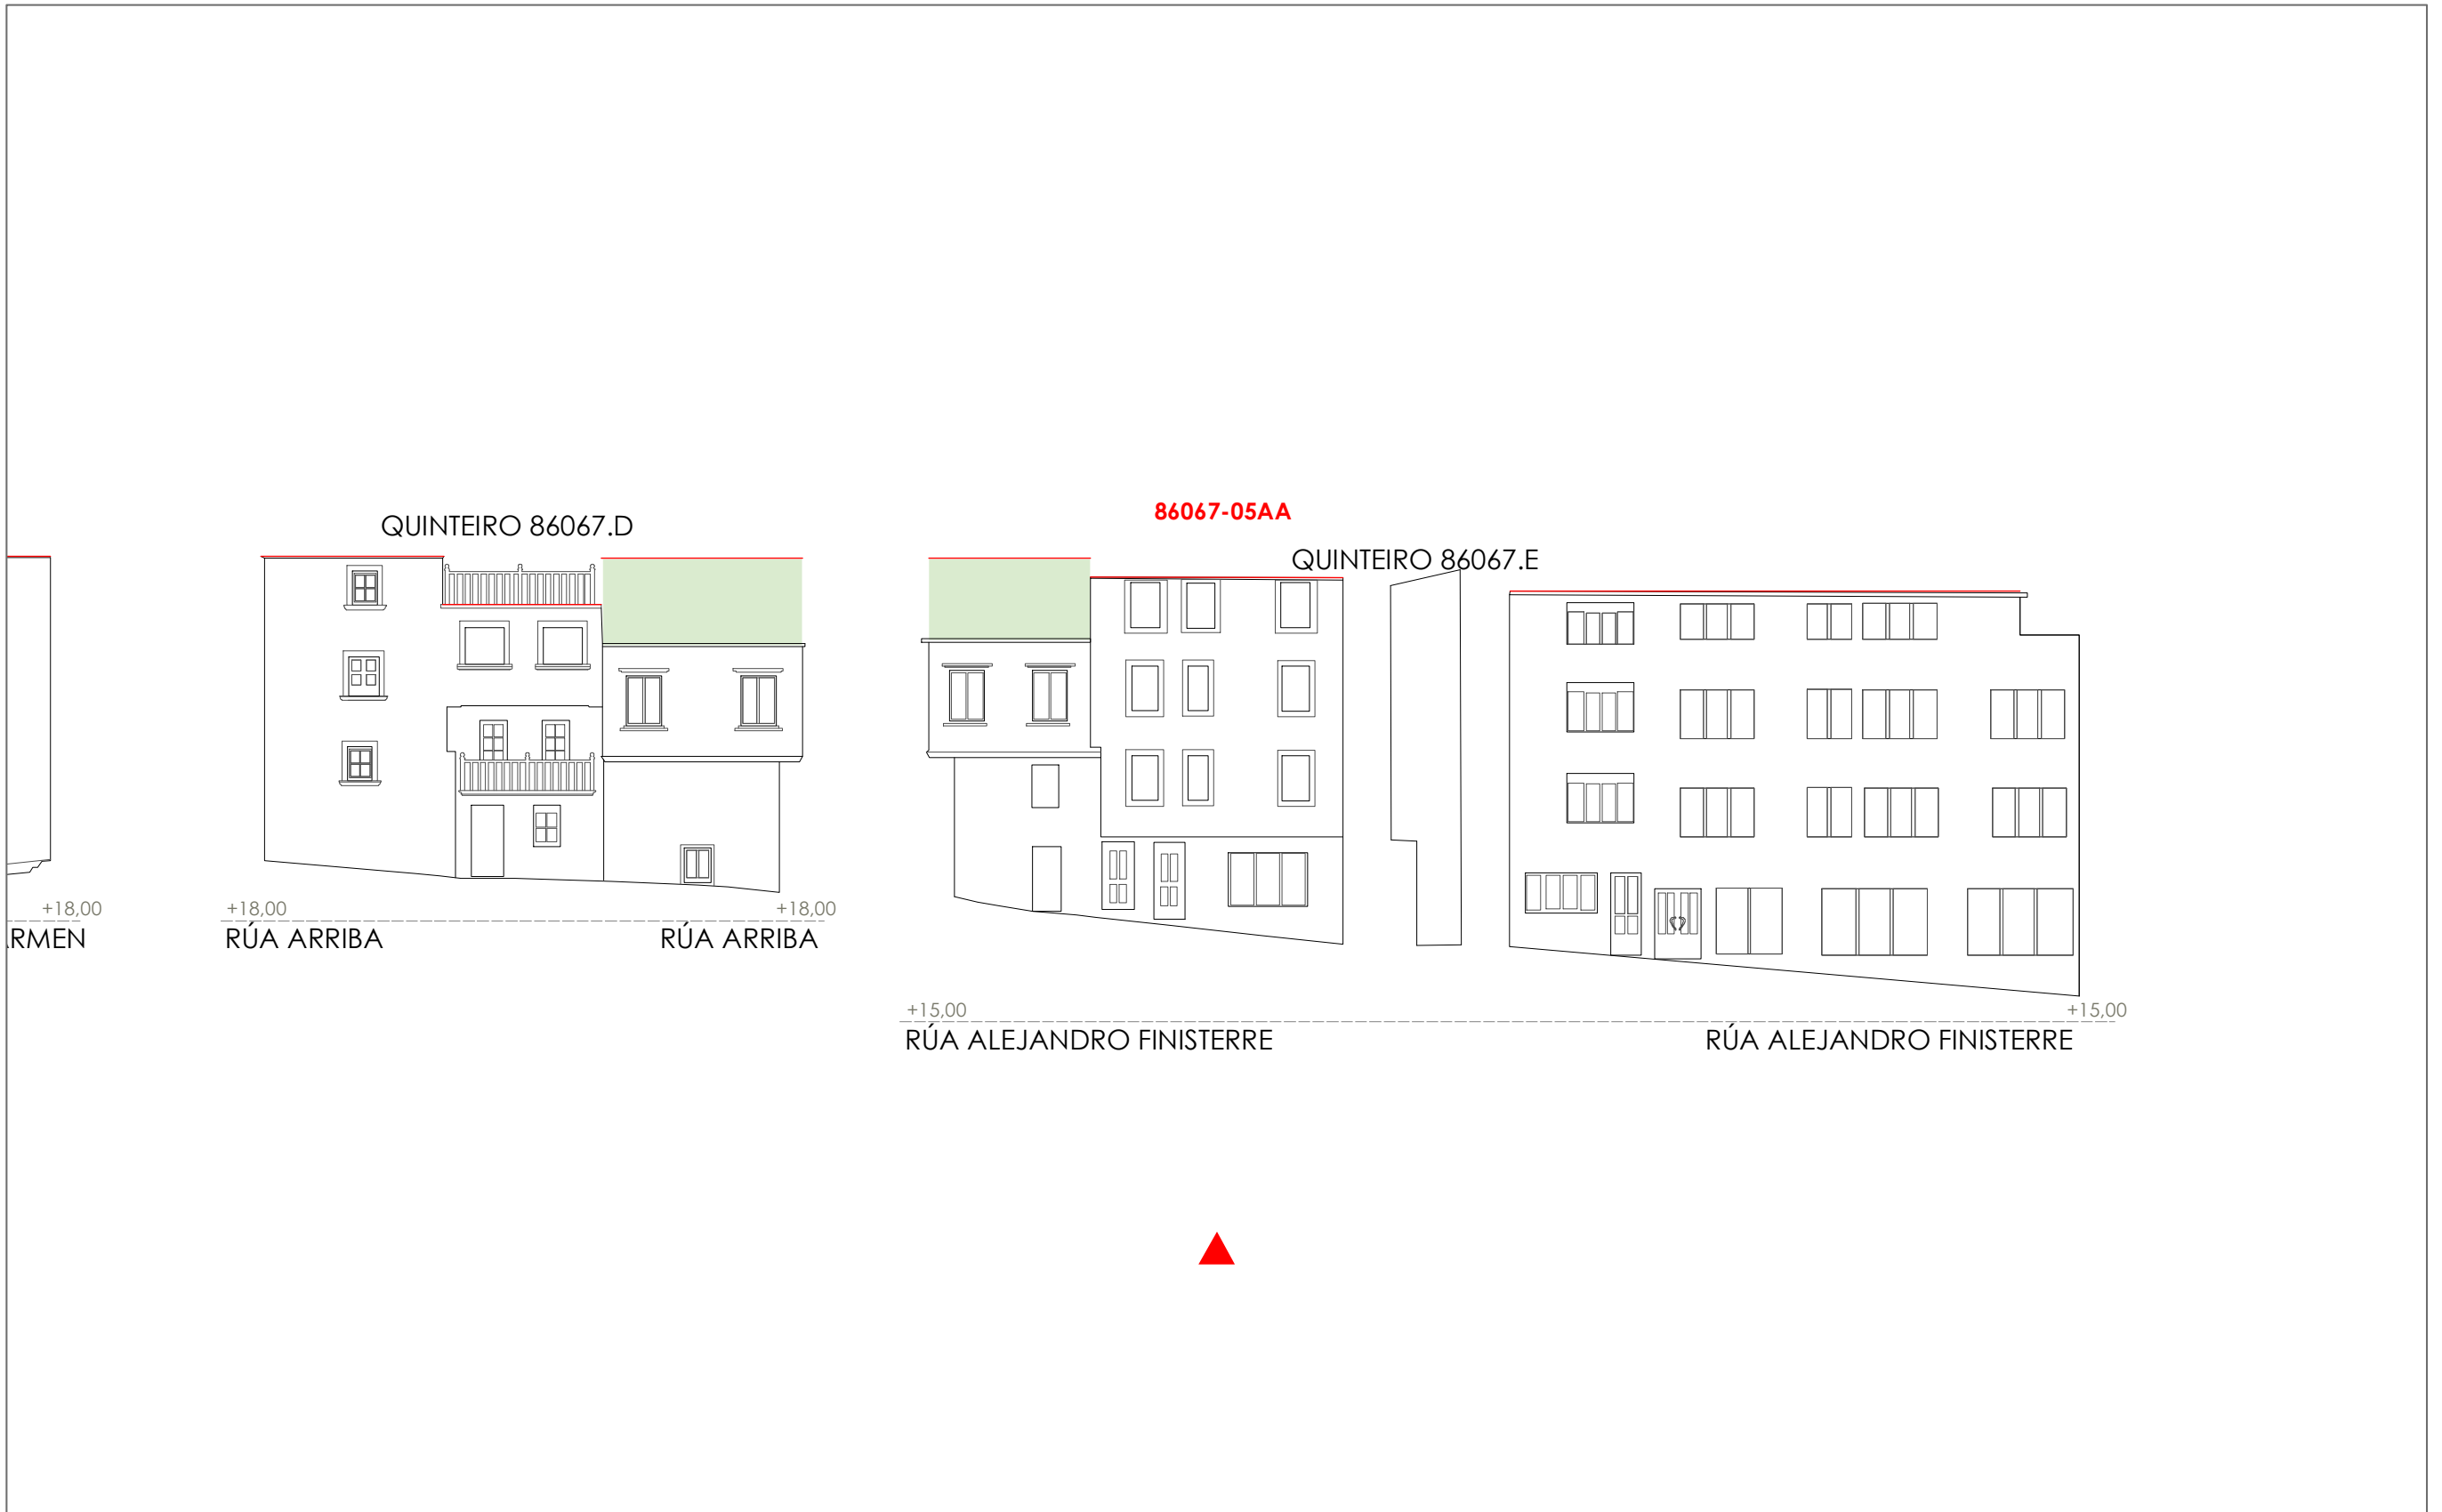 86067-05AA
QUINTEIRO 86067.D
QUINTEIRO 86067.E
+18,00
+18,00
+18,00
RMEN
RÚA ARRIBA
RÚA ARRIBA
+15,00
+15,00
RÚA ALEJANDRO FINISTERRE
RÚA ALEJANDRO FINISTERRE